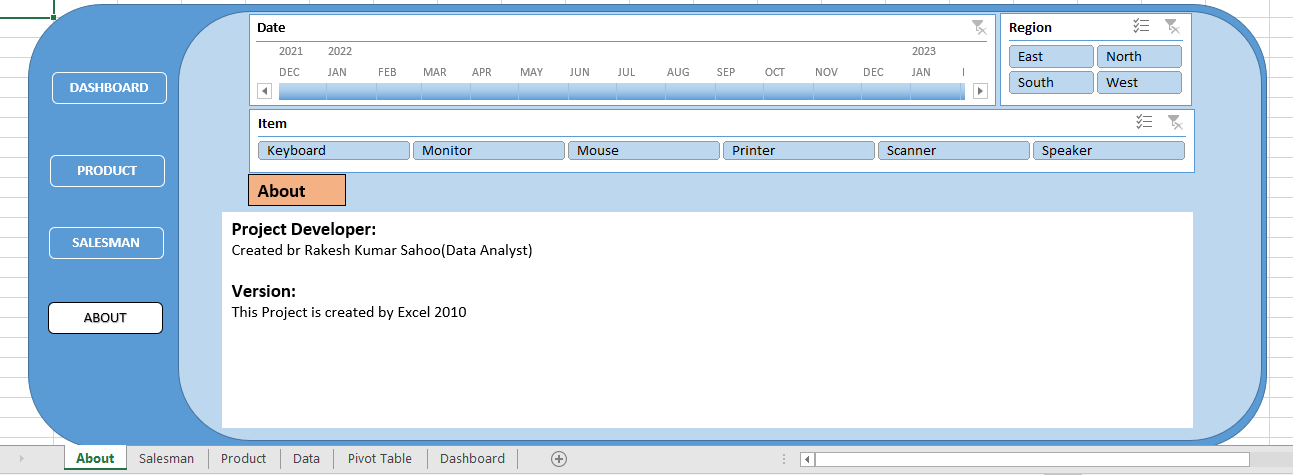 Date
Region
2021 2022 2023
DEC JAN FEB MAR APR MAY JUN JUL AUG SEP OCT NOV DEC JAN
East North
South West
Item
Keyboard Monitor Mouse Printer Scanner Speaker
DASHBOARD
PRODUCT
SALESMAN
ABOUT
About
Project Developer:
Created br Rakesh Kumar Sahoo(Data Analyst)
Version:
This Project is created by Excel 2010
About Salesman Product Data Pivot Table Dashboard